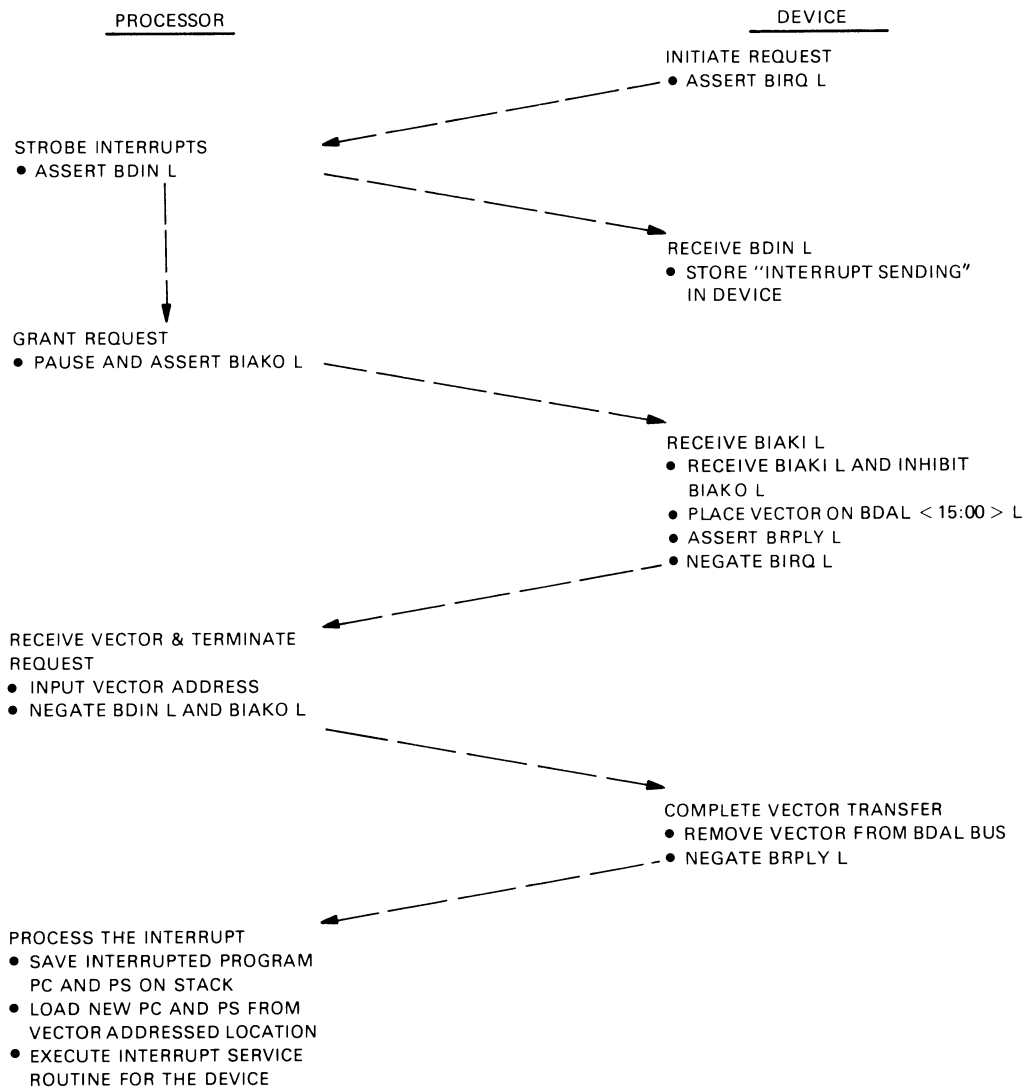 PROCESSOR
DEVICE
INITIATE REQUEST
• ASSERT BIRQ L
STROBE INTERRUPTS
• ASSERT BDIN L
RECEIVE BDIN L
• STORE "INTERRUPT SENDING"
IN DEVICE
GRANT REQUEST
• PAUSE AND ASSERT BIAKO L
RECEIVE BIAKI L
• RECEIVE BIAKI L AND INHIBIT
BIAKO L
• PLACE VECTOR ON BDAL < 15:00 > L
• ASSERT BRPLY L
• NEGATE BIRQ L
RECEIVE VECTOR & TERMINATE
REQUEST
• INPUT VECTOR ADDRESS
• NEGATE BDIN L AND BIAKO L
COMPLETE VECTOR TRANSFER
• REMOVE VECTOR FROM BDAL BUS
• NEGATE BRPLY L
PROCESS THE INTERRUPT
• SAVE INTERRUPTED PROGRAM
PC AND PS ON STACK
• LOAD NEW PC AND PS FROM
VECTOR ADDRESSED LOCATION
• EXECUTE INTERRUPT SERVICE
ROUTINE FOR THE DEVICE